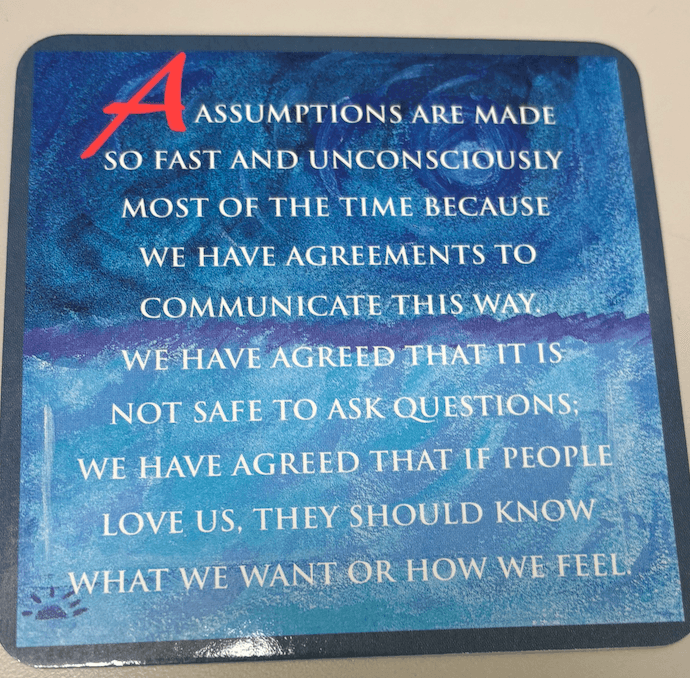 A ASSUMPTIONS ARE MADE
SO FAST AND UNCONSCIOUSLY
MOST OF THE TIME BECAUSE
WE HAVE AGREEMENTS TO
COMMUNICATE THIS WAY.
WE HAVE AGREED THAT IT IS
NOT SAFE TO ASK QUESTIONS;
WE HAVE AGREED THAT IF PEOPLE
LOVE US, THEY SHOULD KNOW
WHAT WE WANT OR HOW WE FEEL.